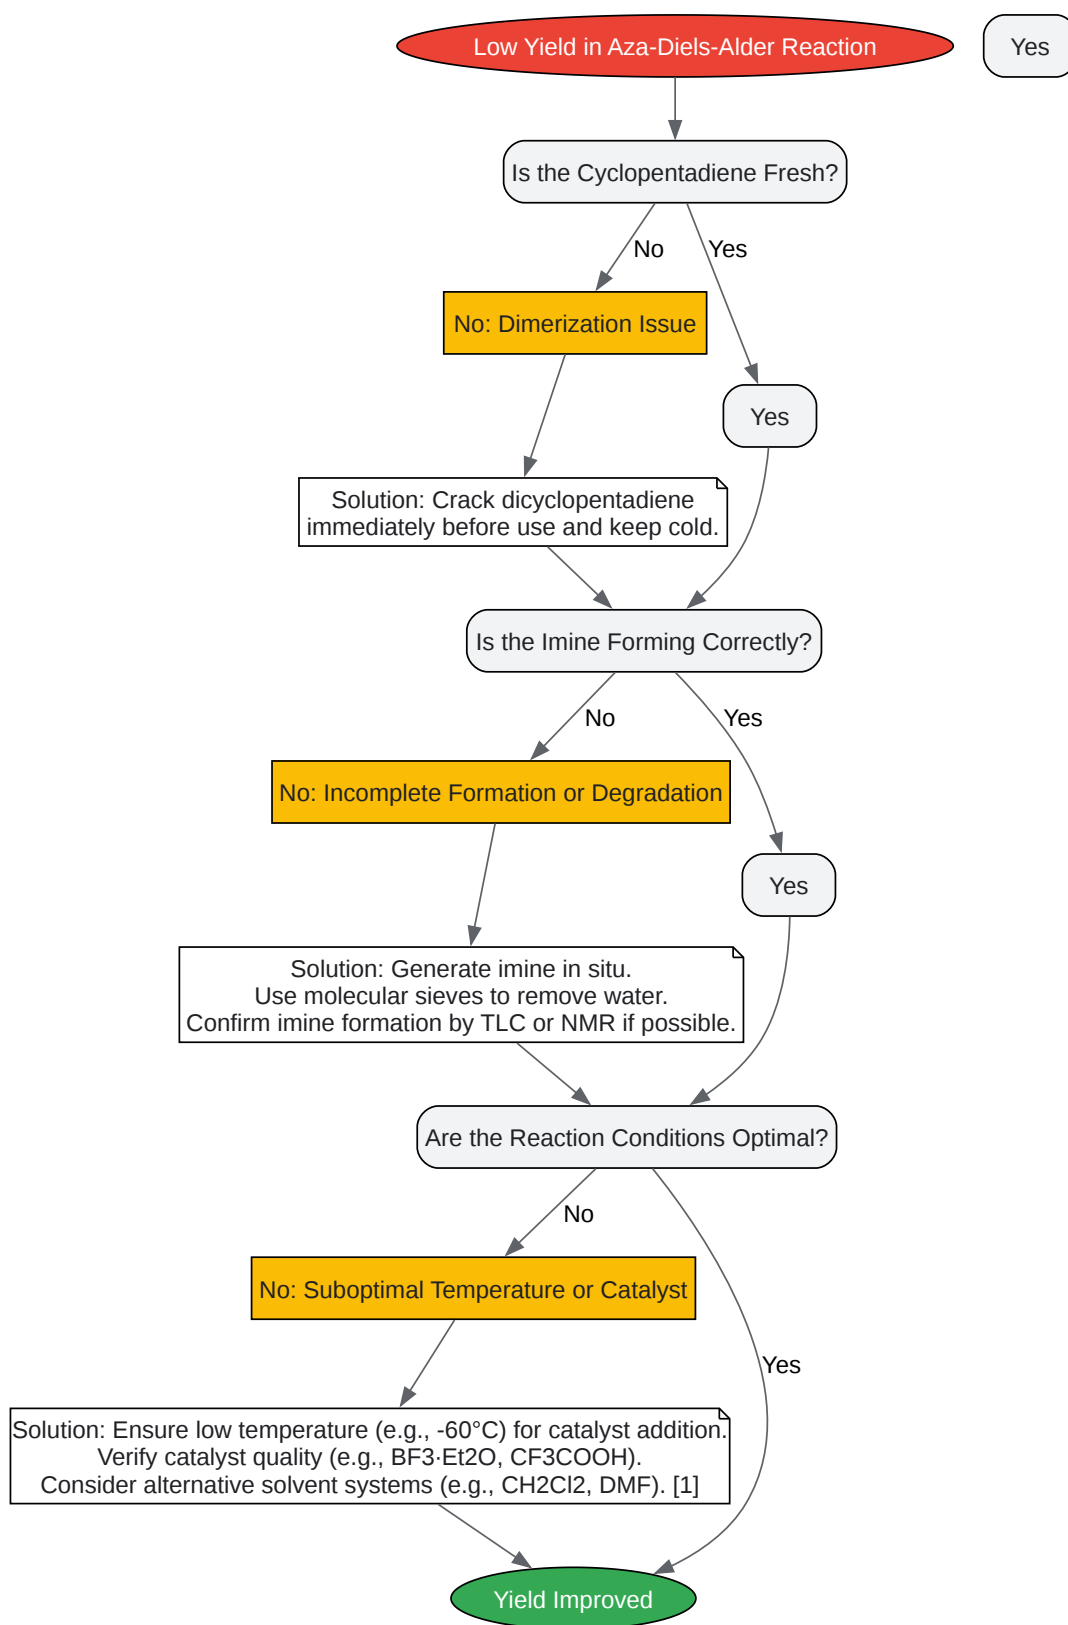 Low Yield in Aza-Diels-Alder Reaction
Yes
Is the Cyclopentadiene Fresh?
No
Yes
No: Dimerization Issue
Yes
Solution: Crack dicyclopentadiene
immediately before use and keep cold.
Is the Imine Forming Correctly?
No
Yes
No: Incomplete Formation or Degradation
Yes
Solution: Generate imine in situ.
Use molecular sieves to remove water.
Confirm imine formation by TLC or NMR if possible.
Are the Reaction Conditions Optimal?
No
No: Suboptimal Temperature or Catalyst
Yes
Solution: Ensure low temperature (e.g., -60°C) for catalyst addition.
Verify catalyst quality (e.g., BF3·Et2O, CF3COOH).
Consider alternative solvent systems (e.g., CH2Cl2, DMF). [1]
Yield Improved